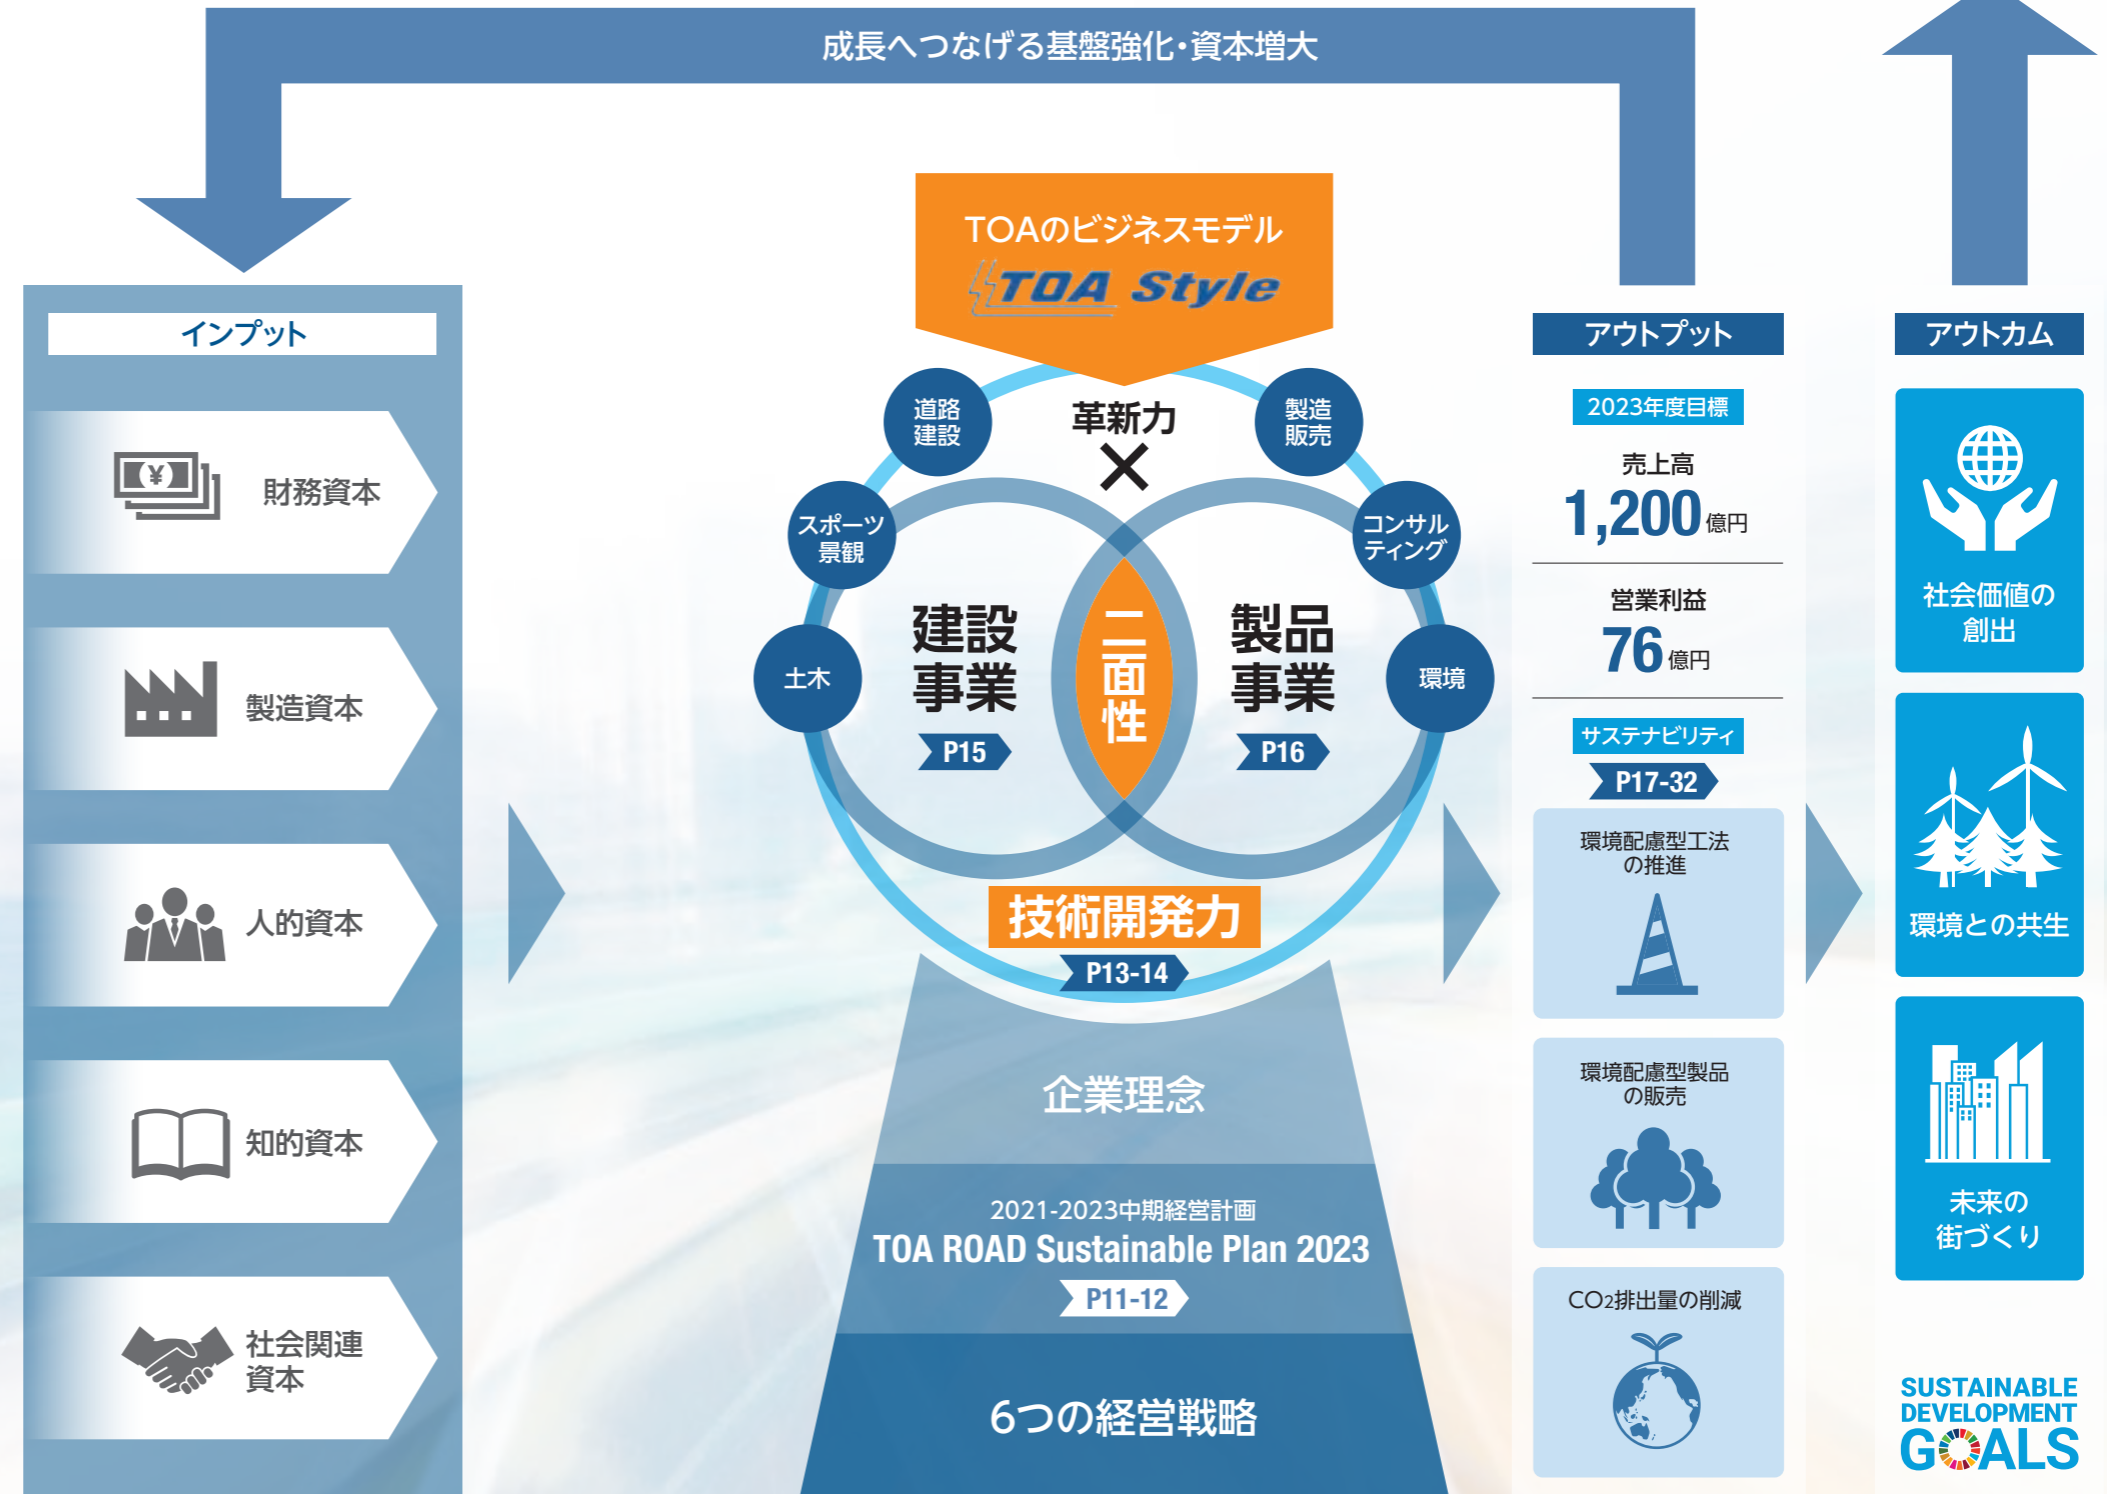 成長へつなげる基盤強化・資本増大
インプット
財務資本
製造資本
人的資本
知的資本
社会関連
資本
TOAのビジネスモデル
TOA Style
革新力
×
道路
建設
スポーツ
景観
土木
製造
販売
コンサル
ティング
環境
建設
事業
P15
二面性
製品
事業
P16
技術開発力
P13-14
企業理念
2021-2023中期経営計画
TOA ROAD Sustainable Plan 2023
P11-12
6つの経営戦略
アウトプット
2023年度目標
売上高
1,200億円
営業利益
76億円
サステナビリティ
P17-32
環境配慮型工法
の推進
環境配慮型製品
の販売
CO2排出量の削減
アウトカム
社会価値の
創出
環境との共生
未来の
街づくり
SUSTAINABLE
DEVELOPMENT
GOALS